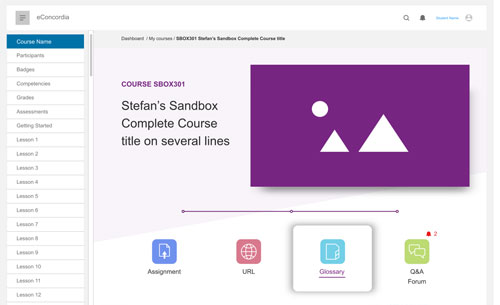 eConcordia
Student Name
Course Name
Participants
Badges
Competencies
Grades
Assessments
Getting Started
Lesson 1
Lesson 2
Lesson 3
Lesson 4
Lesson 5
Lesson 6
Lesson 7
Lesson 8
Lesson 9
Lesson 10
Lesson 11
Lesson 12
Dashboard / My courses / SBOX301 Stefan's Sandbox Complete Course title
COURSE SBOX301
Stefan's Sandbox
Complete Course
title on several lines
Assignment
URL
Glossary
2
Q&A
Forum